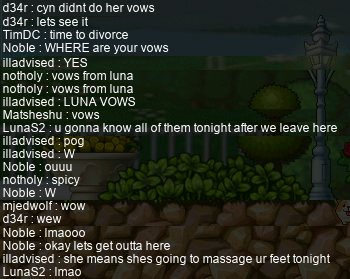 d34r : cyn didnt do her vows
d34r : lets see it
TimDC : time to divorce
Noble : WHERE are your vows
illadvised : YES
notholy : vows from luna
notholy : vows from luna
illadvised : LUNA VOWS
Matsheshu : vows
LunaS2 : u gonna know all of them tonight after we leave here
illadvised : pog
illadvised : W
Noble : ouuu
notholy : spicy
Noble : W
mjedwolf : wow
d34r : wew
Noble : lmaooo
Noble : okay lets get outta here
illadvised : she means shes going to massage ur feet tonight
LunaS2 : lmao